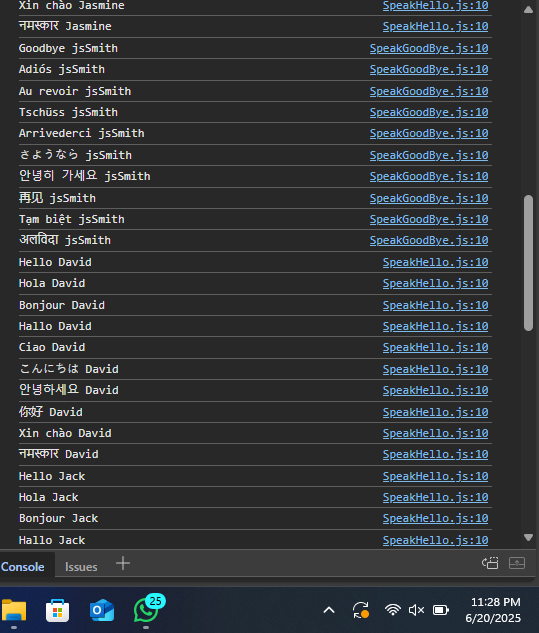 Xin chào Jasmine SpeakHello.js:10
नमस्कार Jasmine SpeakHello.js:10
Goodbye jsSmith SpeakGoodBye.js:10
Adiós jsSmith SpeakGoodBye.js:10
Au revoir jsSmith SpeakGoodBye.js:10
Tschüss jsSmith SpeakGoodBye.js:10
Arrivederci jsSmith SpeakGoodBye.js:10
さようなら jsSmith SpeakGoodBye.js:10
안녕히 가세요 jsSmith SpeakGoodBye.js:10
再见 jsSmith SpeakGoodBye.js:10
Tạm biệt jsSmith SpeakGoodBye.js:10
अलविदा jsSmith SpeakGoodBye.js:10
Hello David SpeakHello.js:10
Hola David SpeakHello.js:10
Bonjour David SpeakHello.js:10
Hallo David SpeakHello.js:10
Ciao David SpeakHello.js:10
こんにちは David SpeakHello.js:10
안녕하세요 David SpeakHello.js:10
你好 David SpeakHello.js:10
Xin chào David SpeakHello.js:10
नमस्कार David SpeakHello.js:10
Hello Jack SpeakHello.js:10
Hola Jack SpeakHello.js:10
Bonjour Jack SpeakHello.js:10
Hallo Jack SpeakHello.js:10
Console Issues
25
11:28 PM
6/20/2025